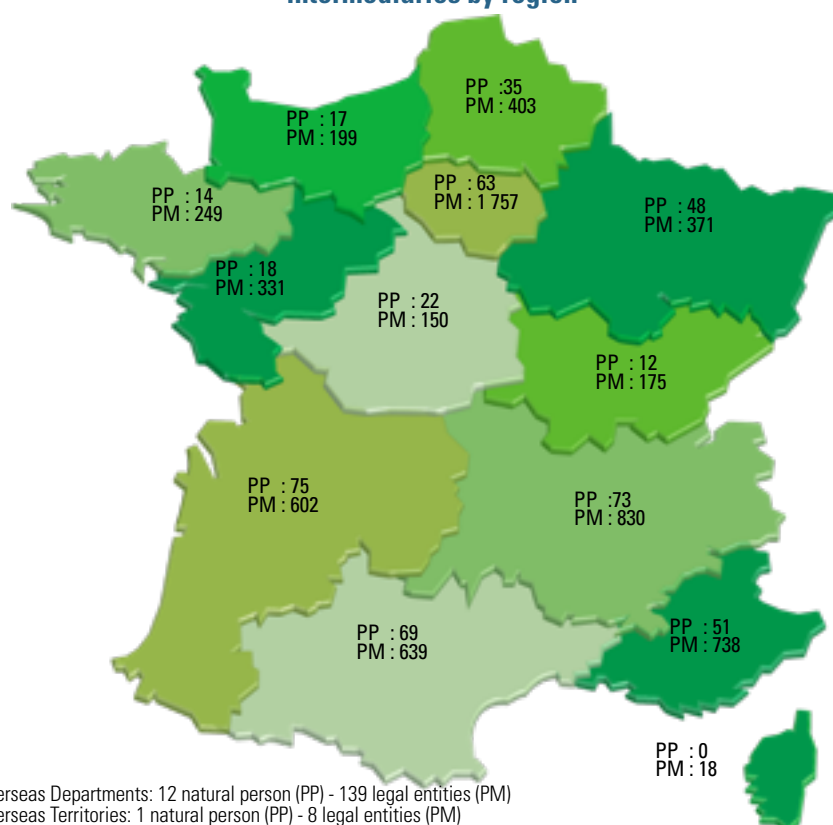 Intermediaries by region
PP :35
PM : 403
PP : 17
PM : 199
PP : 63
PM : 1 757
PP : 14
PM : 249
PP : 48
PM : 371
PP : 18
PM : 331
PP : 22
PM : 150
PP : 12
PM : 175
PP : 75
PM : 602
PP :73
PM : 830
PP : 51
PM : 738
PP : 69
PM : 639
PP : 0
PM : 18
erseas Departments: 12 natural person (PP) - 139 legal entities (PM)
erseas Territories: 1 natural person (PP) - 8 legal entities (PM)